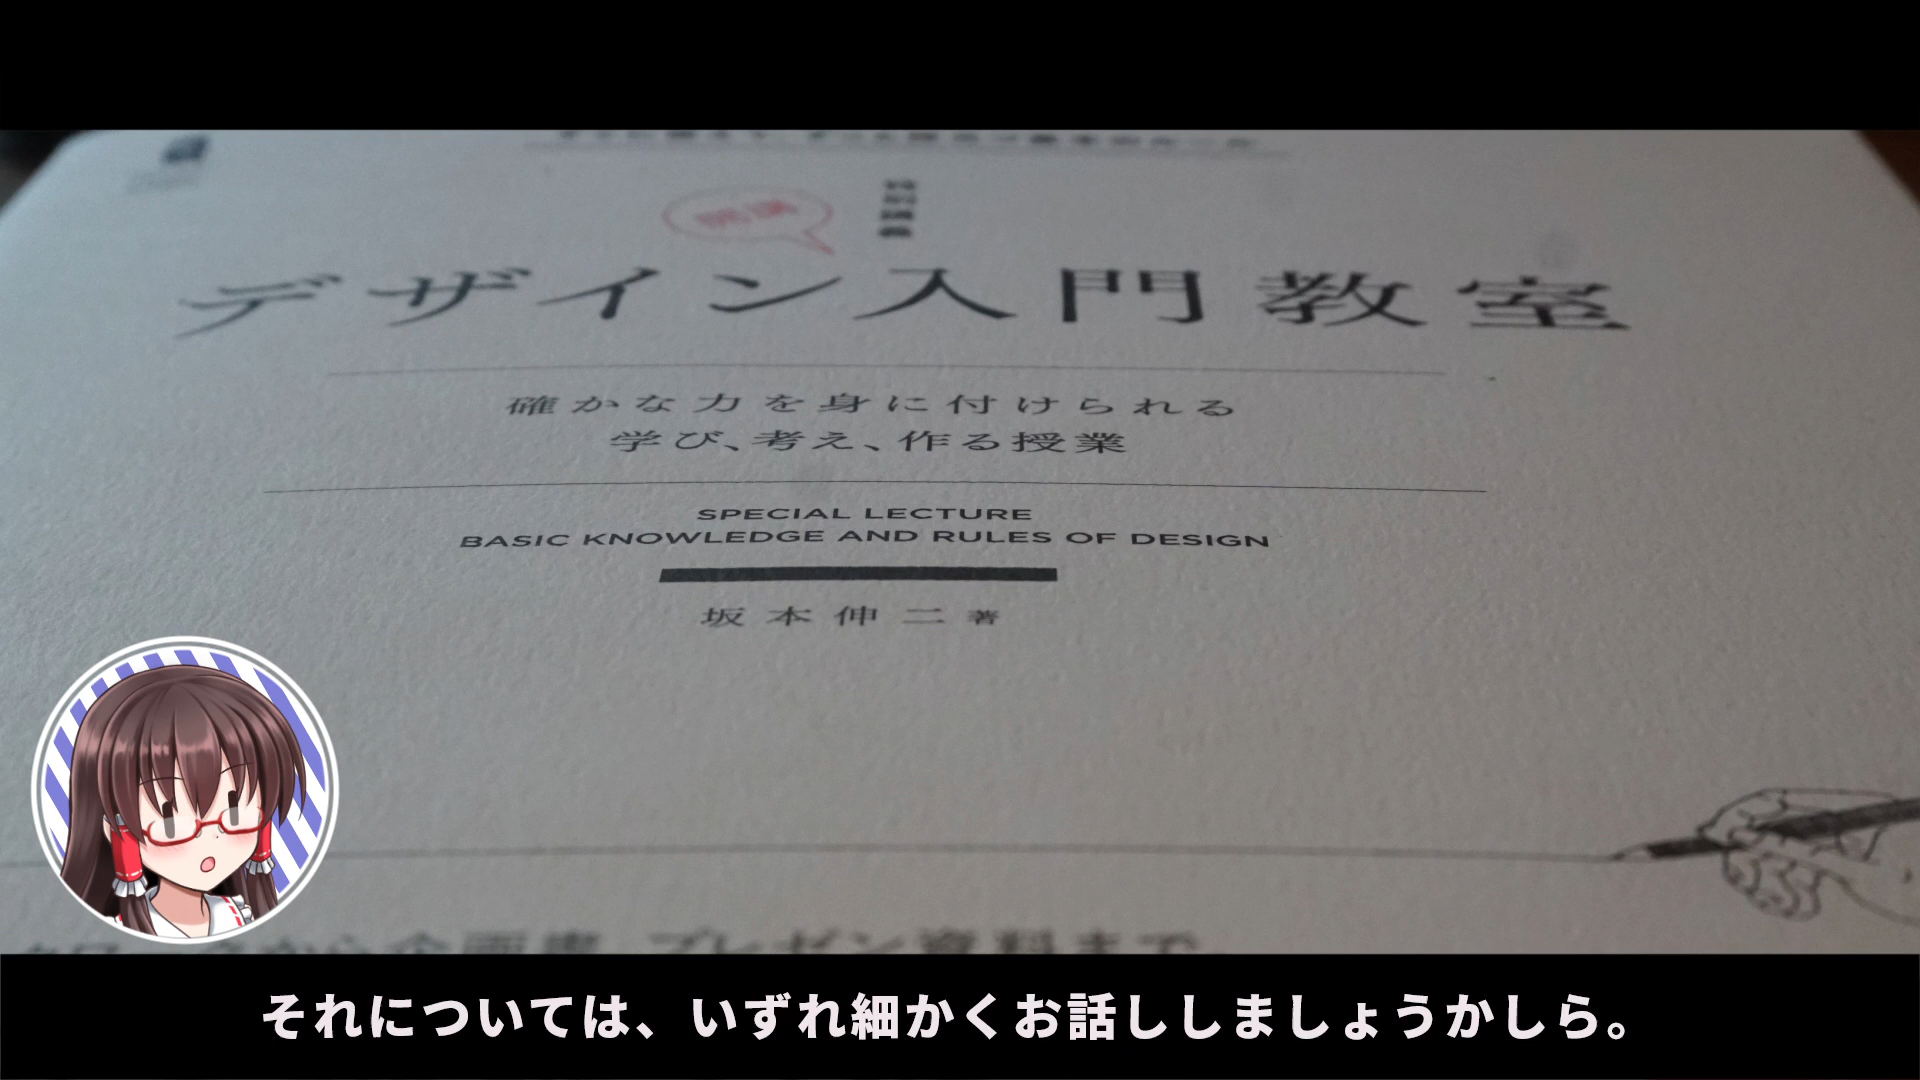 デザイン入門教室
確かな力を身に付けられる
学び、考え、作る授業
SPECIAL LECTURE
BASIC KNOWLEDGE AND RULES OF DESIGN
坂本伸二 著
それについては、いずれ細かくお話ししましょうかしら。